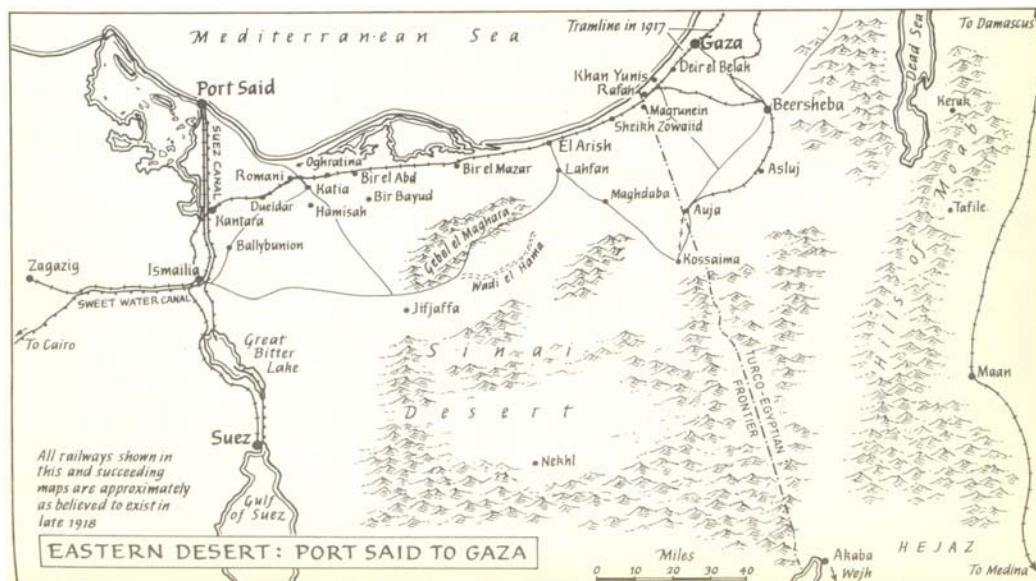 Mediterranean Sea
Tramline in 1917
Gaza
Deir el Belah
Khan Yunis
Rafah
Magrunein
Sheikh Zowaiid
Beersheba
Dead Sea
To Damascus
Kerak
Port Said
SUEZ CANAL
Oghratina
Romani
Katia
Bir el Abd
Bir el Mazar
El Arish
Lahfan
Asluj
Hills of Moab
Tafile
Dueidar
Hamisah
Bir Bayud
Maghdaba
Auja
Kantara
Ballybunion
Gebel el Maghara
Wadi el Hama
Kossaima
Zagazig
Ismailia
SWEET WATER CANAL
To Cairo
Jifjaffa
Great
Bitter
Lake
Sinai
Desert
TURCO-EGYPTIAN
FRONTIER
Maan
Suez
Nekhl
Gulf
of Suez
All railways shown in
this and succeeding
maps are approximately
as believed to exist in
late 1918
EASTERN DESERT: PORT SAID TO GAZA
Miles
0 10 20 30 40
Akaba
Wejh
HEJAZ
To Medina